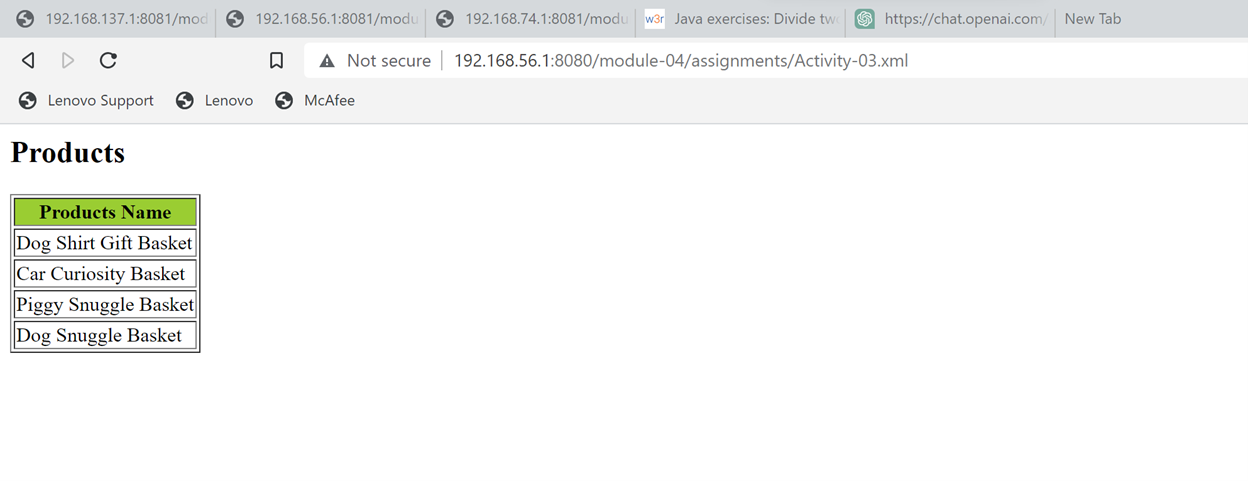 192.168.137.1:8081/mod
192.168.56.1:8081/modu
192.168.74.1:8081/modu
w3r Java exercises: Divide tw
https://chat.openai.com/
New Tab
Not secure 192.168.56.1:8080/module-04/assignments/Activity-03.xml
Lenovo Support Lenovo McAfee
Products
Products Name
Dog Shirt Gift Basket
Car Curiosity Basket
Piggy Snuggle Basket
Dog Snuggle Basket